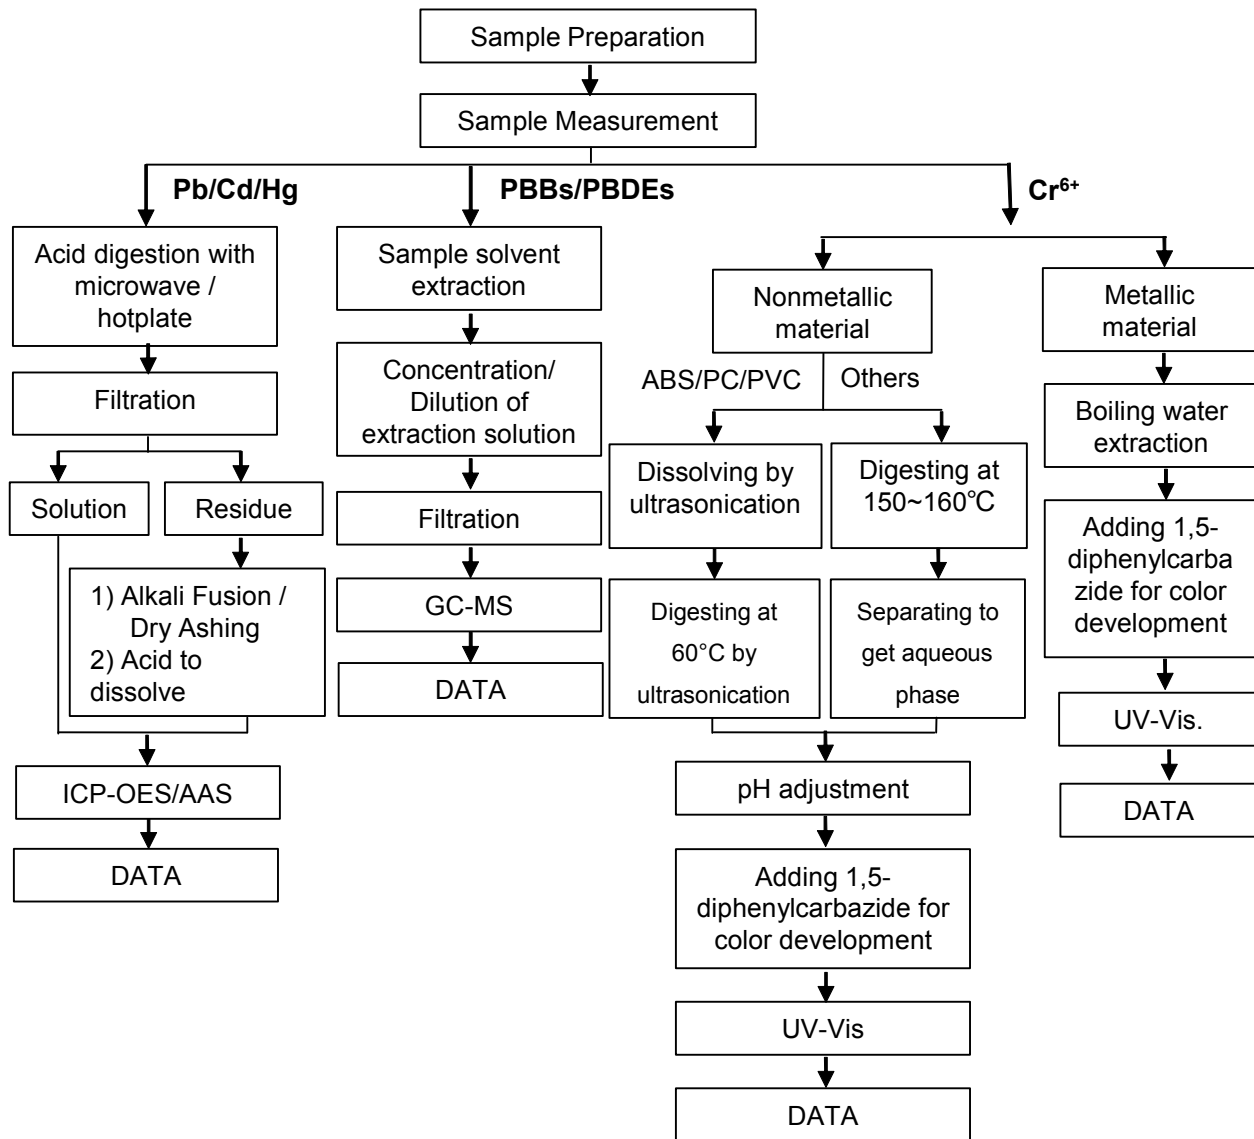 Sample Preparation
Sample Measurement
Pb/Cd/Hg
PBBs/PBDEs
Cr⁶⁺
Acid digestion with
microwave /
hotplate
Filtration
Solution
Residue
1) Alkali Fusion /
Dry Ashing
2) Acid to
dissolve
ICP-OES/AAS
DATA
Sample solvent
extraction
Concentration/
Dilution of
extraction solution
Filtration
GC-MS
DATA
Nonmetallic
material
ABS/PC/PVC
Others
Dissolving by
ultrasonication
Digesting at
60°C by
ultrasonication
Digesting at
150~160℃
Separating to
get aqueous
phase
pH adjustment
Adding 1,5-
diphenylcarbazide for
color development
UV-Vis
DATA
Metallic
material
Boiling water
extraction
Adding 1,5-
diphenylcarba
zide for color
development
UV-Vis.
DATA